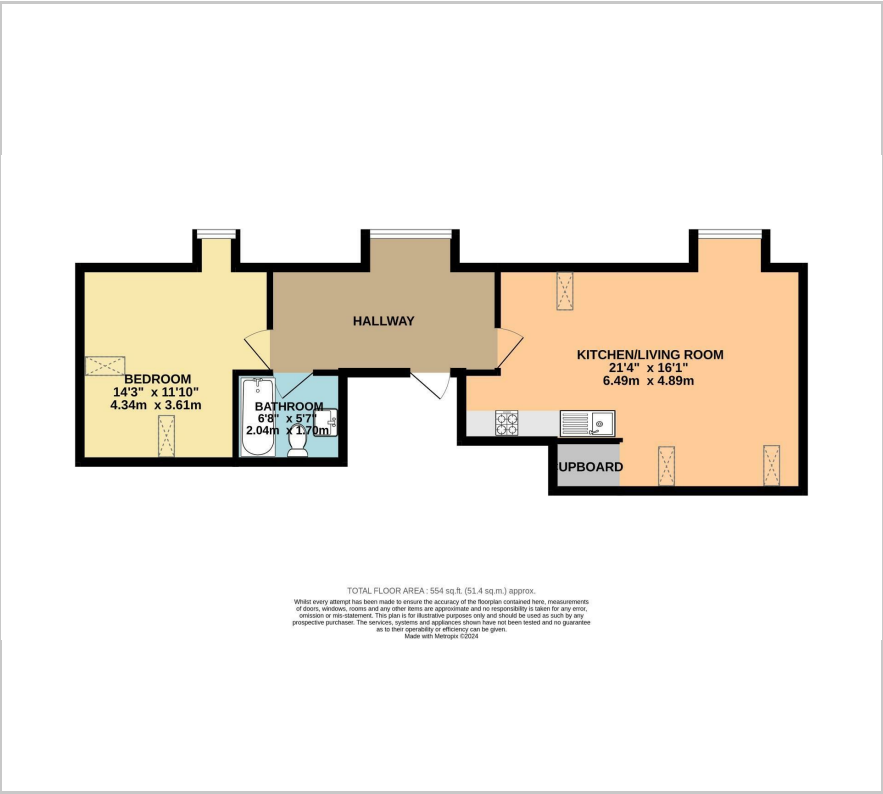 HALLWAY
KITCHEN/LIVING ROOM
21'4" x 16'1"
6.49m x 4.89m
BEDROOM
14'3" x 11'10"
4.34m x 3.61m
BATHROOM
6'8" x 5'7"
2.04m x 1.70m
UPBOARD
TOTAL FLOOR AREA : 554 sq.ft. (51.4 sq.m.) approx.
Whilst every attempt has been made to ensure the accuracy of the floorplan contained here, measurements
of doors, windows, rooms and any other items are approximate and no responsibility is taken for any error,
omission or mis-statement. This plan is for illustrative purposes only and should be used as such by any
prospective purchaser. The services, systems and appliances shown have not been tested and no guarantee
as to their operability or efficiency can be given.
Made with Metropix ©2024